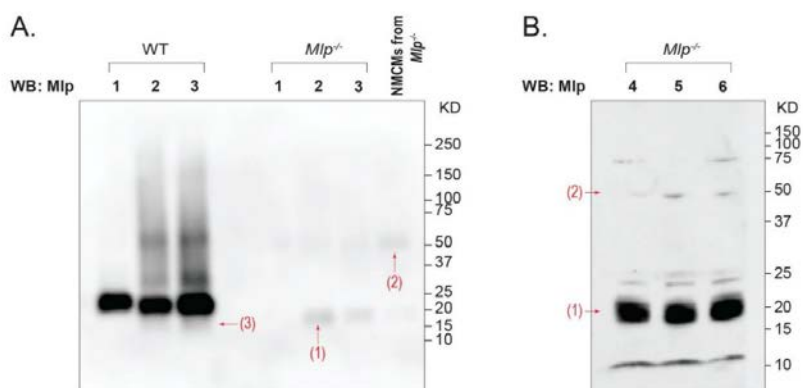 A.
WT
Mlp-/-
NMCMs from
Mlp-/-
WB: Mlp 1 2 3 1 2 3
KD
250
150
100
75
50
37
25
20
15
10
(2)
(3)
(1)
B.
Mlp-/-
WB: Mlp 4 5 6
KD
150
100
75
50
37
25
20
15
10
(2)
(1)